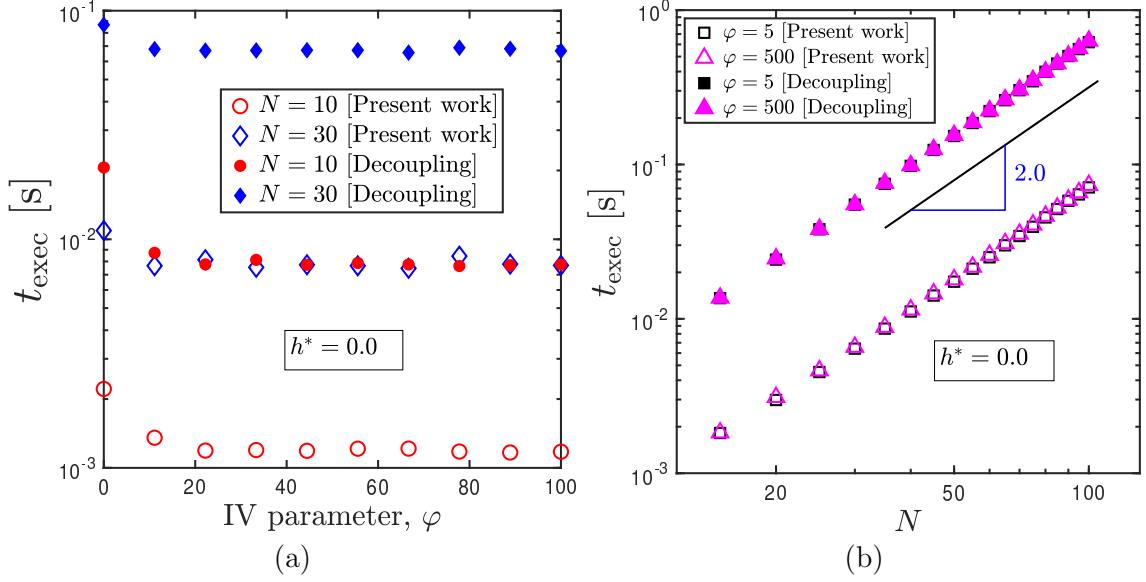 10⁻¹
10⁻²
10⁻³
t_exec [s]
N = 10 [Present work]
N = 30 [Present work]
N = 10 [Decoupling]
N = 30 [Decoupling]
h* = 0.0
0 20 40 60 80 100
IV parameter, φ
(a)
10⁰
10⁻¹
10⁻²
10⁻³
t_exec [s]
φ = 5 [Present work]
φ = 500 [Present work]
φ = 5 [Decoupling]
φ = 500 [Decoupling]
2.0
h* = 0.0
20 50 100
N
(b)